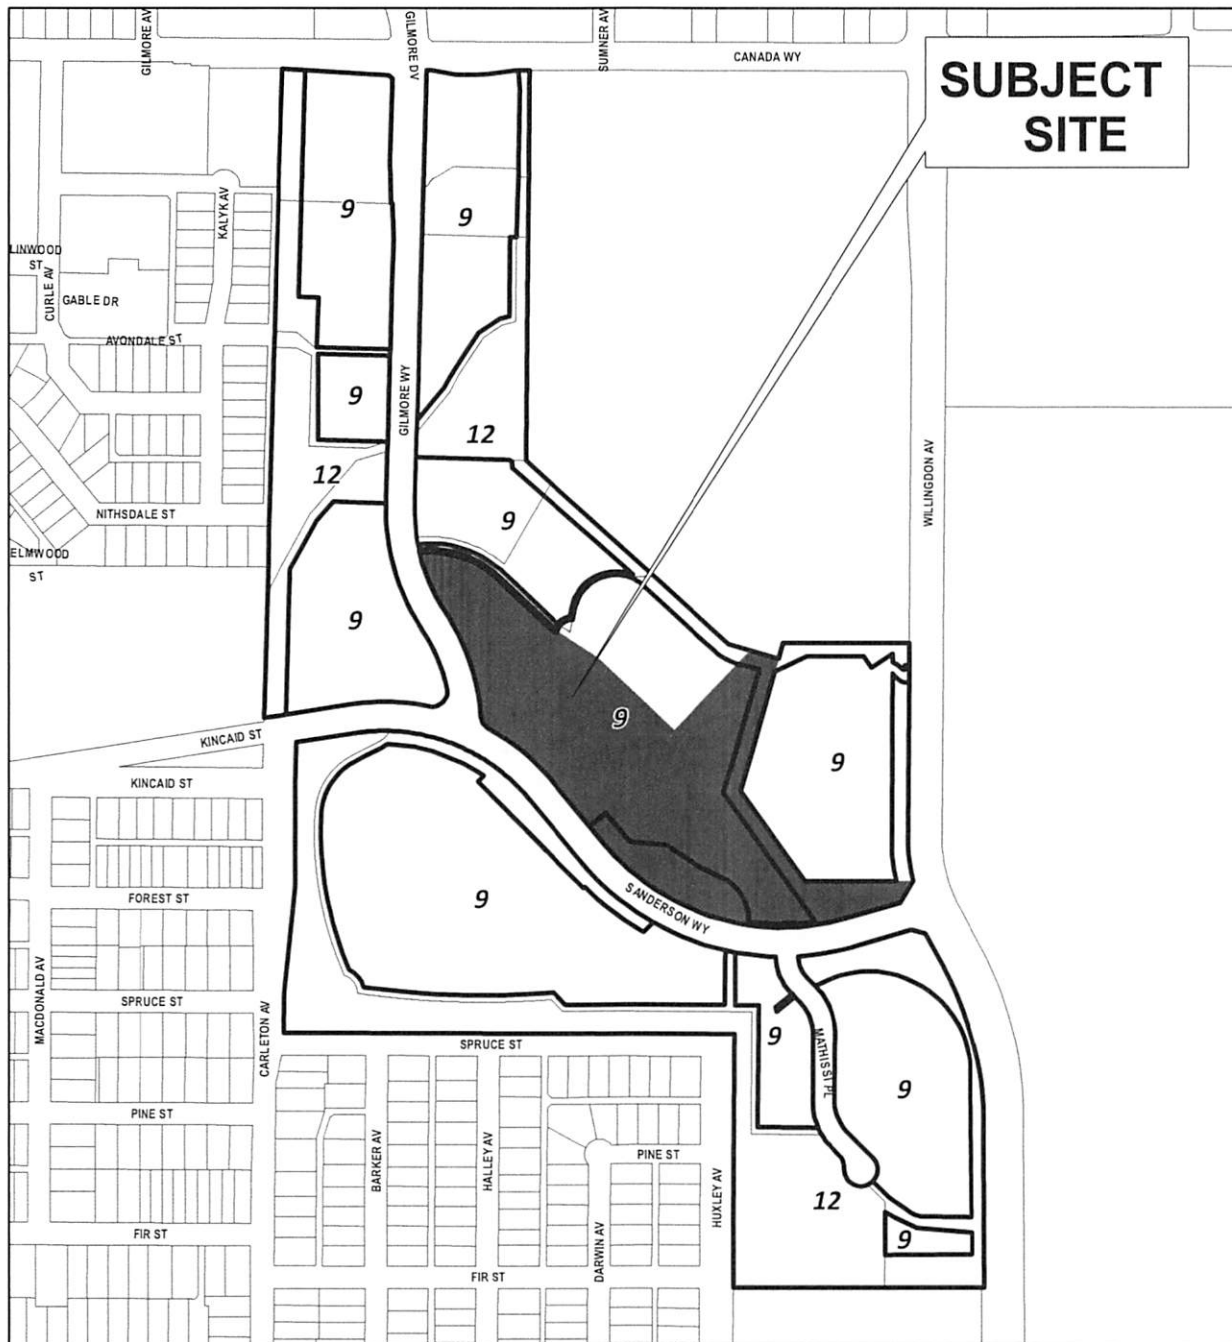 GILMORE AV
GILMORE DV
SUMNER AV
CANADA WY
SUBJECT
SITE
KALYK AV
9
9
LINWOOD
ST
CURLE AV
GABLE DR
AVONDALE ST
GILMORE WY
9
12
12
WILLINGDON AV
NITHSDALE ST
9
ELMWOOD
ST
9
9
KINCAID ST
9
KINCAID ST
FOREST ST
9
SANDERSON WY
MACDONALD AV
SPRUCE ST
CARLETON AV
SPRUCE ST
9
MATHISSI PL
9
PINE ST
BARKER AV
HALLEY AV
PINE ST
HUXLEY AV
12
FIR ST
DARWIN AV
9
FIR ST